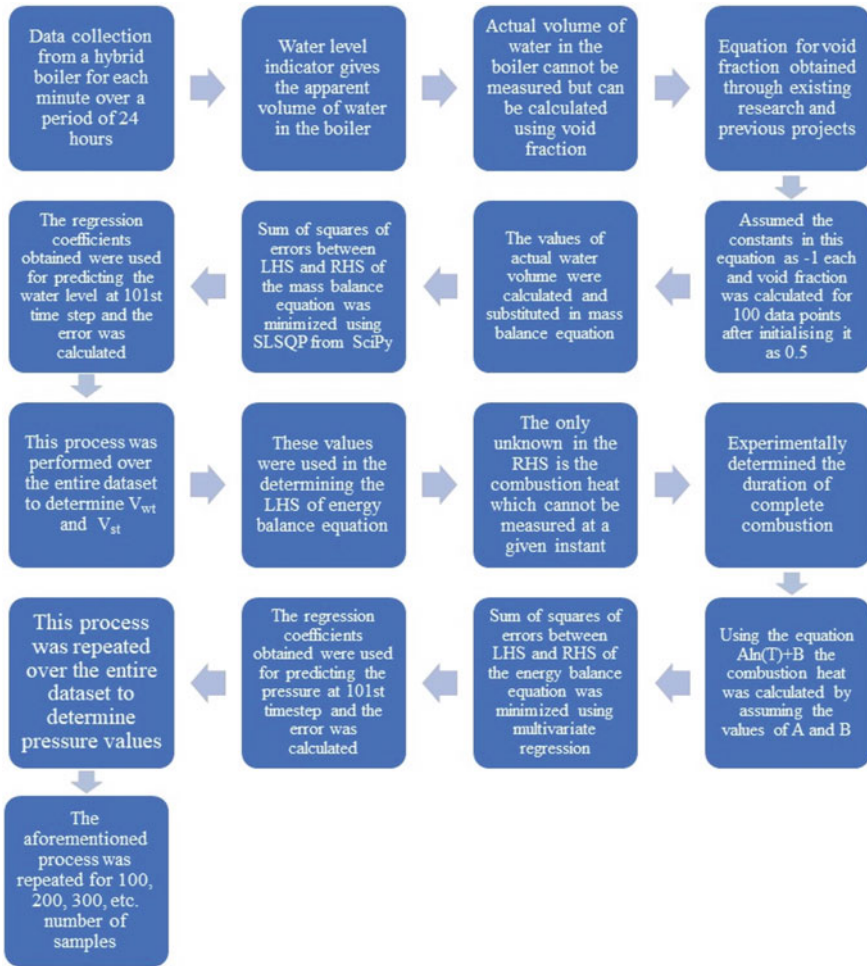 Data collection
from a hybrid
boiler for each
minute over a
period of 24
hours
Water level
indicator gives
the apparent
volume of water
in the boiler
Actual volume of
water in the
boiler cannot be
measured but can
be calculated
using void
fraction
Equation for void
fraction obtained
through existing
research and
previous projects
Assumed the
constants in this
equation as -1 each
and void fraction
was calculated for
100 data points
after initialising it
as 0.5
The values of
actual water
volume were
calculated and
substituted in mass
balance equation
Sum of squares of
errors between
LHS and RHS of
the mass balance
equation was
minimized using
SLSQP from SciPy
The regression
coefficients
obtained were used
for predicting the
water level at 101st
time step and the
error was
calculated
This process was
performed over the
entire dataset
to determine Vwt
and Vst
These values
were used in the
determining the
LHS of energy
balance equation
The only
unknown in the
RHS is the
combustion heat
which cannot be
measured at a
given instant
Experimentally
determined the
duration of
complete
combustion
Using the equation
Aln(T)+B the
combustion heat
was calculated by
assuming the
values of A and B
Sum of squares of
errors between
LHS and RHS of
the energy balance
equation was
minimized using
multivariate
regression
The regression
coefficients
obtained were used
for predicting the
pressure at 101st
timestep and the
error was
calculated
This process
was repeated
over the entire
dataset to
determine
pressure values
The
aforementioned
process was
repeated for 100,
200, 300, etc.
number of
samples